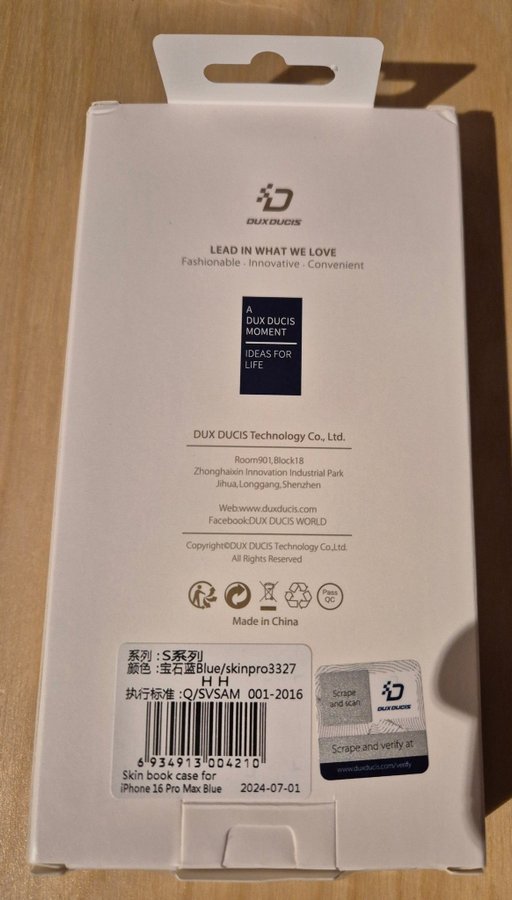 DUX DUCIS
LEAD IN WHAT WE LOVE
Fashionable · Innovative · Convenient
A
DUX DUCIS
MOMENT
IDEAS FOR
LIFE
DUX DUCIS Technology Co., Ltd.
Room901,Block18
Zhonghaixin Innovation Industrial Park
Jihua,Longgang,Shenzhen
Web:www.duxducis.com
Facebook:DUX DUCIS WORLD
Copyright©DUX DUCIS Technology Co.,Ltd.
All Rights Reserved
Pass
QC
Made in China
系列 : S系列
颜色 : 宝石蓝Blue/skinpro3327
H H
执行标准 : Q/SVSAM 001-2016
6 934913 004210
Skin book case for
iPhone 16 Pro Max Blue 2024-07-01
Scrape
and scan
DUX DUCIS
Scrape and verify at
www.duxducis.com/verify